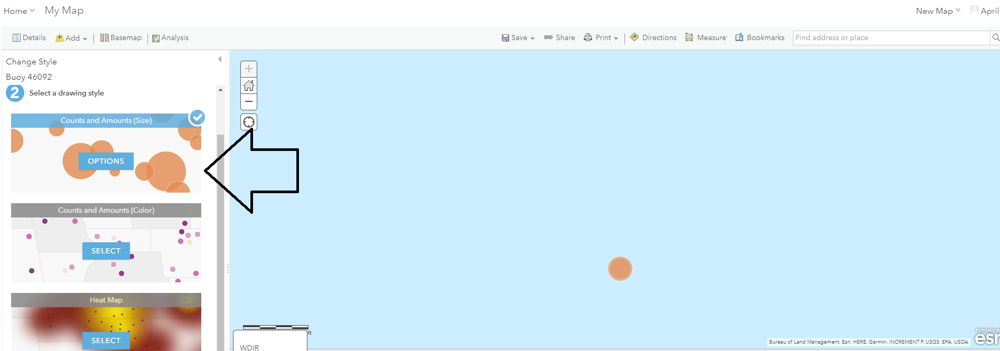 Home My Map New Map April
Details Add Basemap Analysis Save Share Print Directions Measure Bookmarks Find address or place
Change Style
Buoy 46092
2 Select a drawing style
Counts and Amounts (Size)
OPTIONS
Counts and Amounts (Color)
SELECT
Heat Map
SELECT
ft
WDIR
POWERED BY
esri
Bureau of Land Management, Esri, HERE, Garmin, INCREMENT P, USGS, EPA, USDA